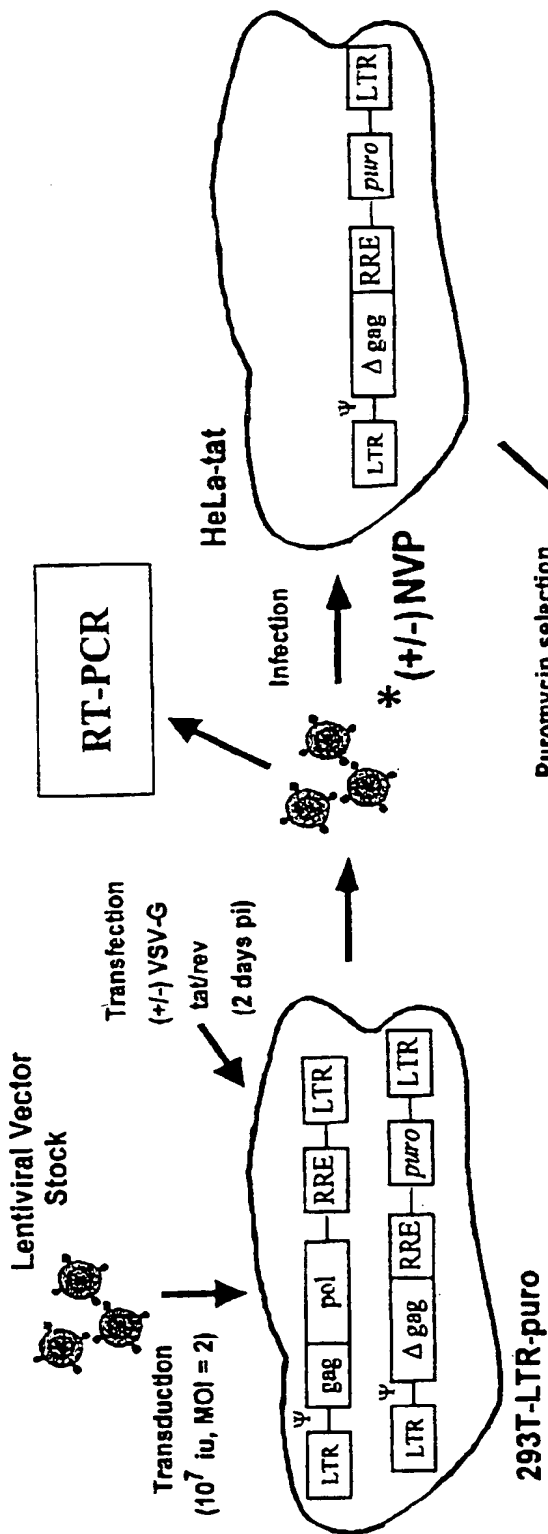 Lentiviral Vector
Stock
Transduction
(10⁷ iu, MOI = 2)
Transfection
(+/-) VSV-G
tat/rev
(2 days pi)
LTR Ψ gag pol RRE LTR
LTR Ψ Δ gag RRE puro LTR
293T-LTR-puro
RT-PCR
Infection
* (+/-) NVP
HeLa-tat
LTR Ψ Δ gag RRE puro LTR
Puromycin selection